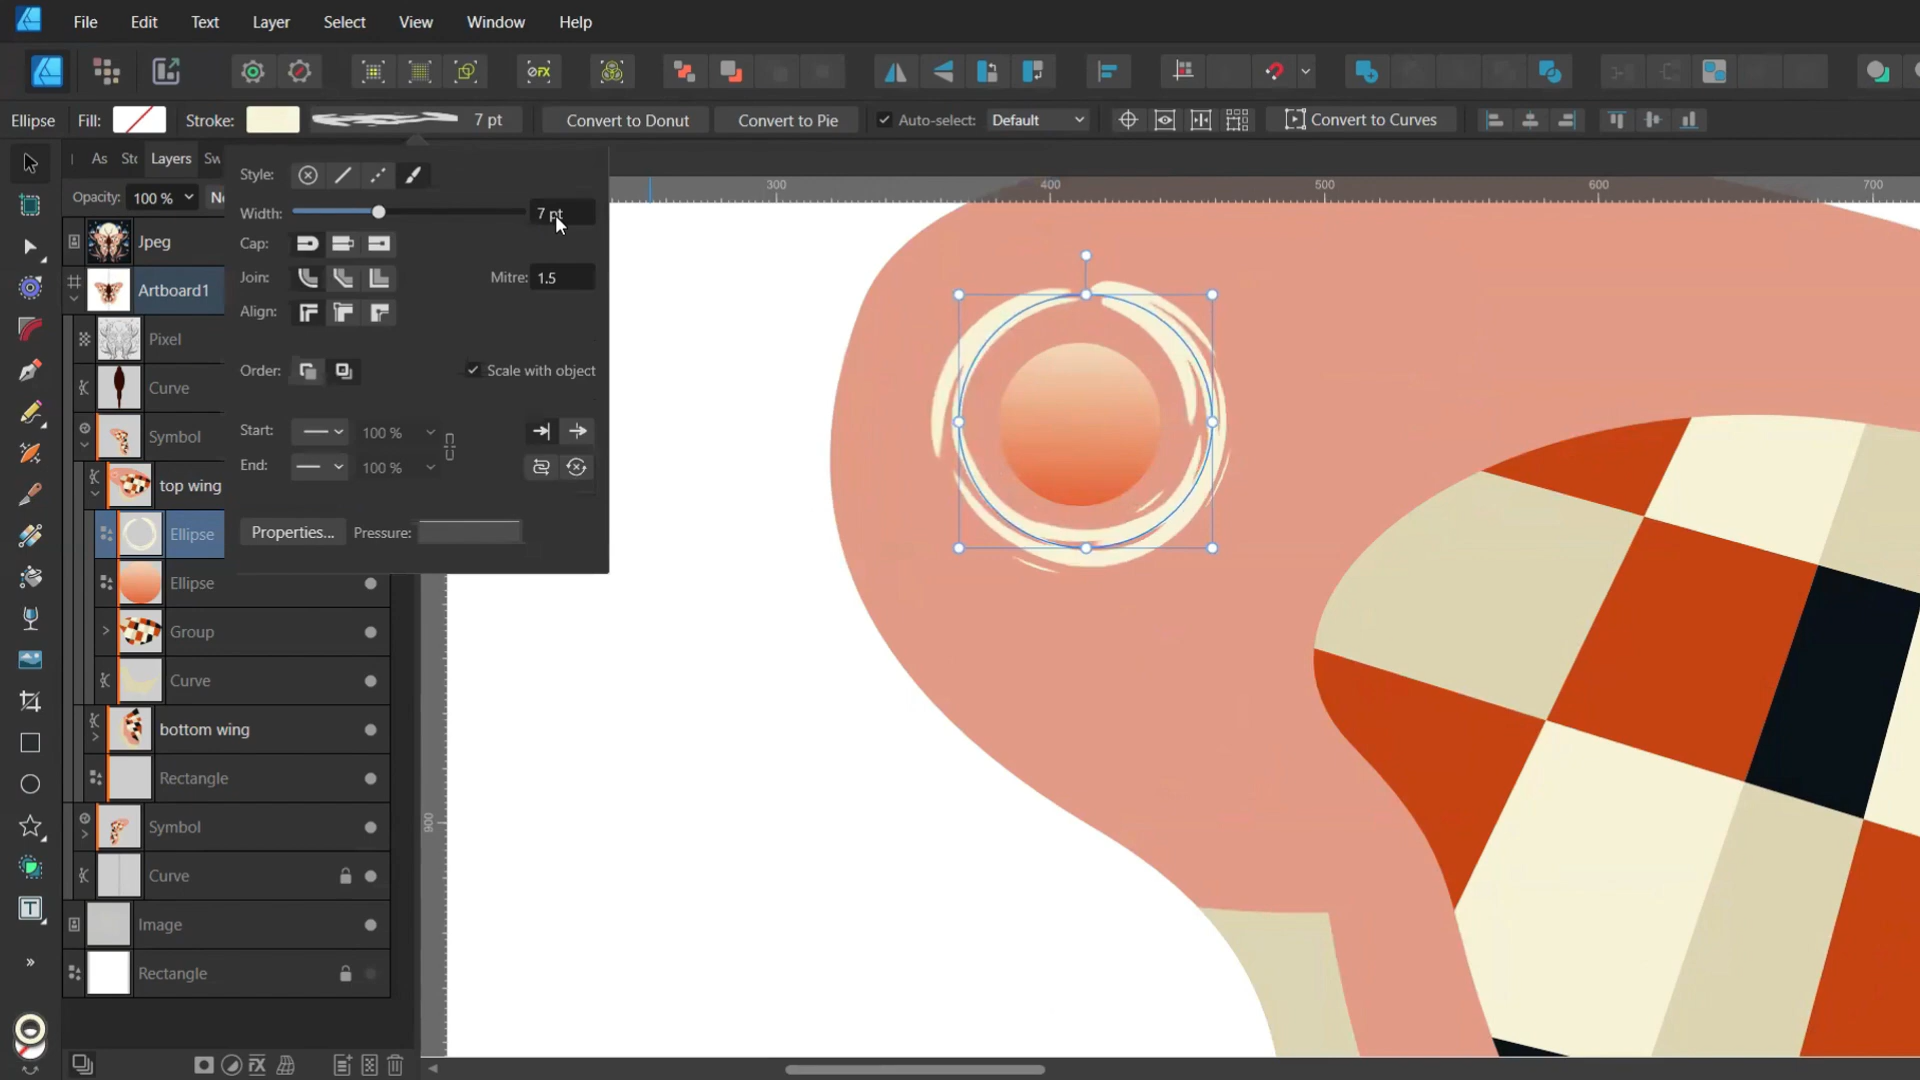 File Edit Text Layer Select View Window Help
Ellipse Fill: Stroke: 7 pt Convert to Donut Convert to Pie Auto-select: Default Convert to Curves
As Layers Sw
Opacity: 100 %
Style:
Width: 7 pt
Cap:
Join: Mitre: 1.5
Align:
Order: Scale with object
Start: 100 %
End: 100 %
Properties... Pressure:
300 400 500 600 700
900
Jpeg
Artboard1
Pixel
Curve
Symbol
top wing
Ellipse
Ellipse
Group
Curve
bottom wing
Rectangle
Symbol
Curve
Image
Rectangle